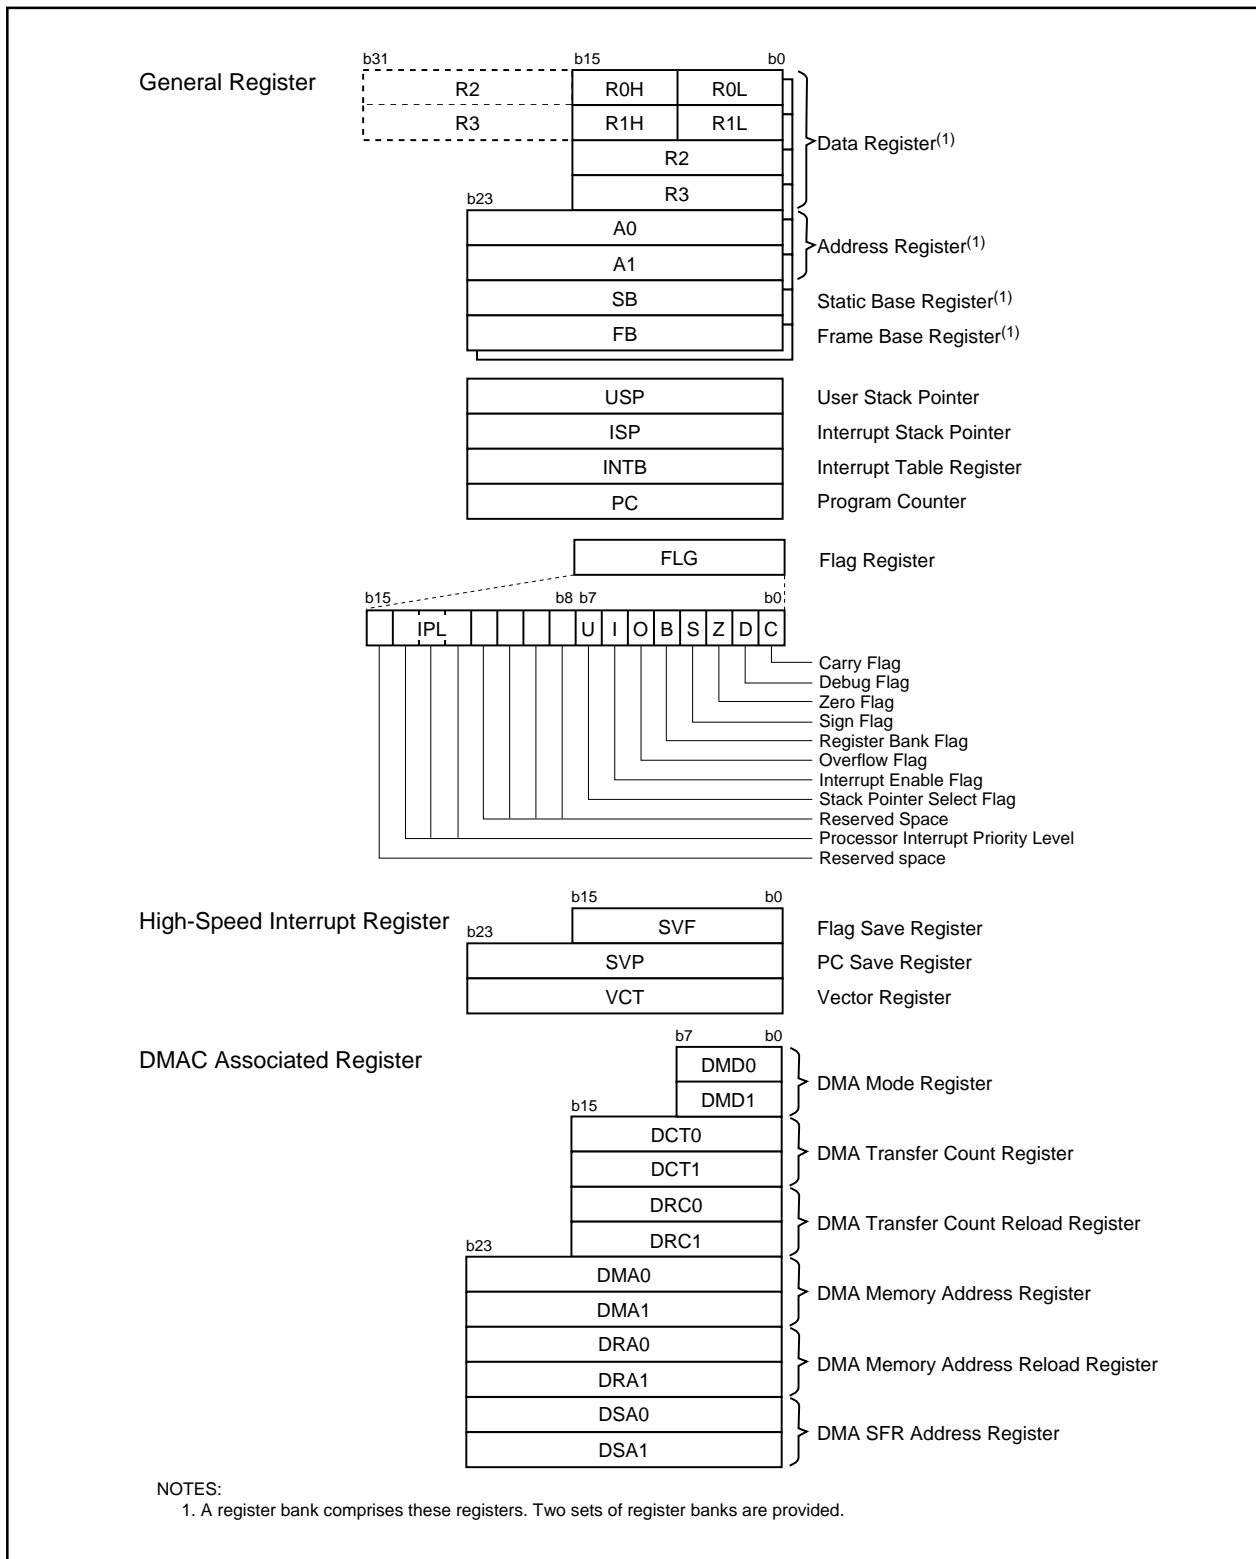 b31 b15 b0
General Register
R2 R0H R0L
R3 R1H R1L
Data Register(1)
R2
R3
b23
A0
Address Register(1)
A1
SB Static Base Register(1)
FB Frame Base Register(1)
USP User Stack Pointer
ISP Interrupt Stack Pointer
INTB Interrupt Table Register
PC Program Counter
FLG Flag Register
b15 b8 b7 b0
IPL U I O B S Z D C
Carry Flag
Debug Flag
Zero Flag
Sign Flag
Register Bank Flag
Overflow Flag
Interrupt Enable Flag
Stack Pointer Select Flag
Reserved Space
Processor Interrupt Priority Level
Reserved space
b15 b0
High-Speed Interrupt Register
SVF Flag Save Register
b23
SVP PC Save Register
VCT Vector Register
b7 b0
DMAC Associated Register
DMD0
DMA Mode Register
DMD1
b15
DCT0
DMA Transfer Count Register
DCT1
DRC0
DMA Transfer Count Reload Register
DRC1
b23
DMA0
DMA Memory Address Register
DMA1
DRA0
DMA Memory Address Reload Register
DRA1
DSA0
DMA SFR Address Register
DSA1
NOTES:
1. A register bank comprises these registers. Two sets of register banks are provided.